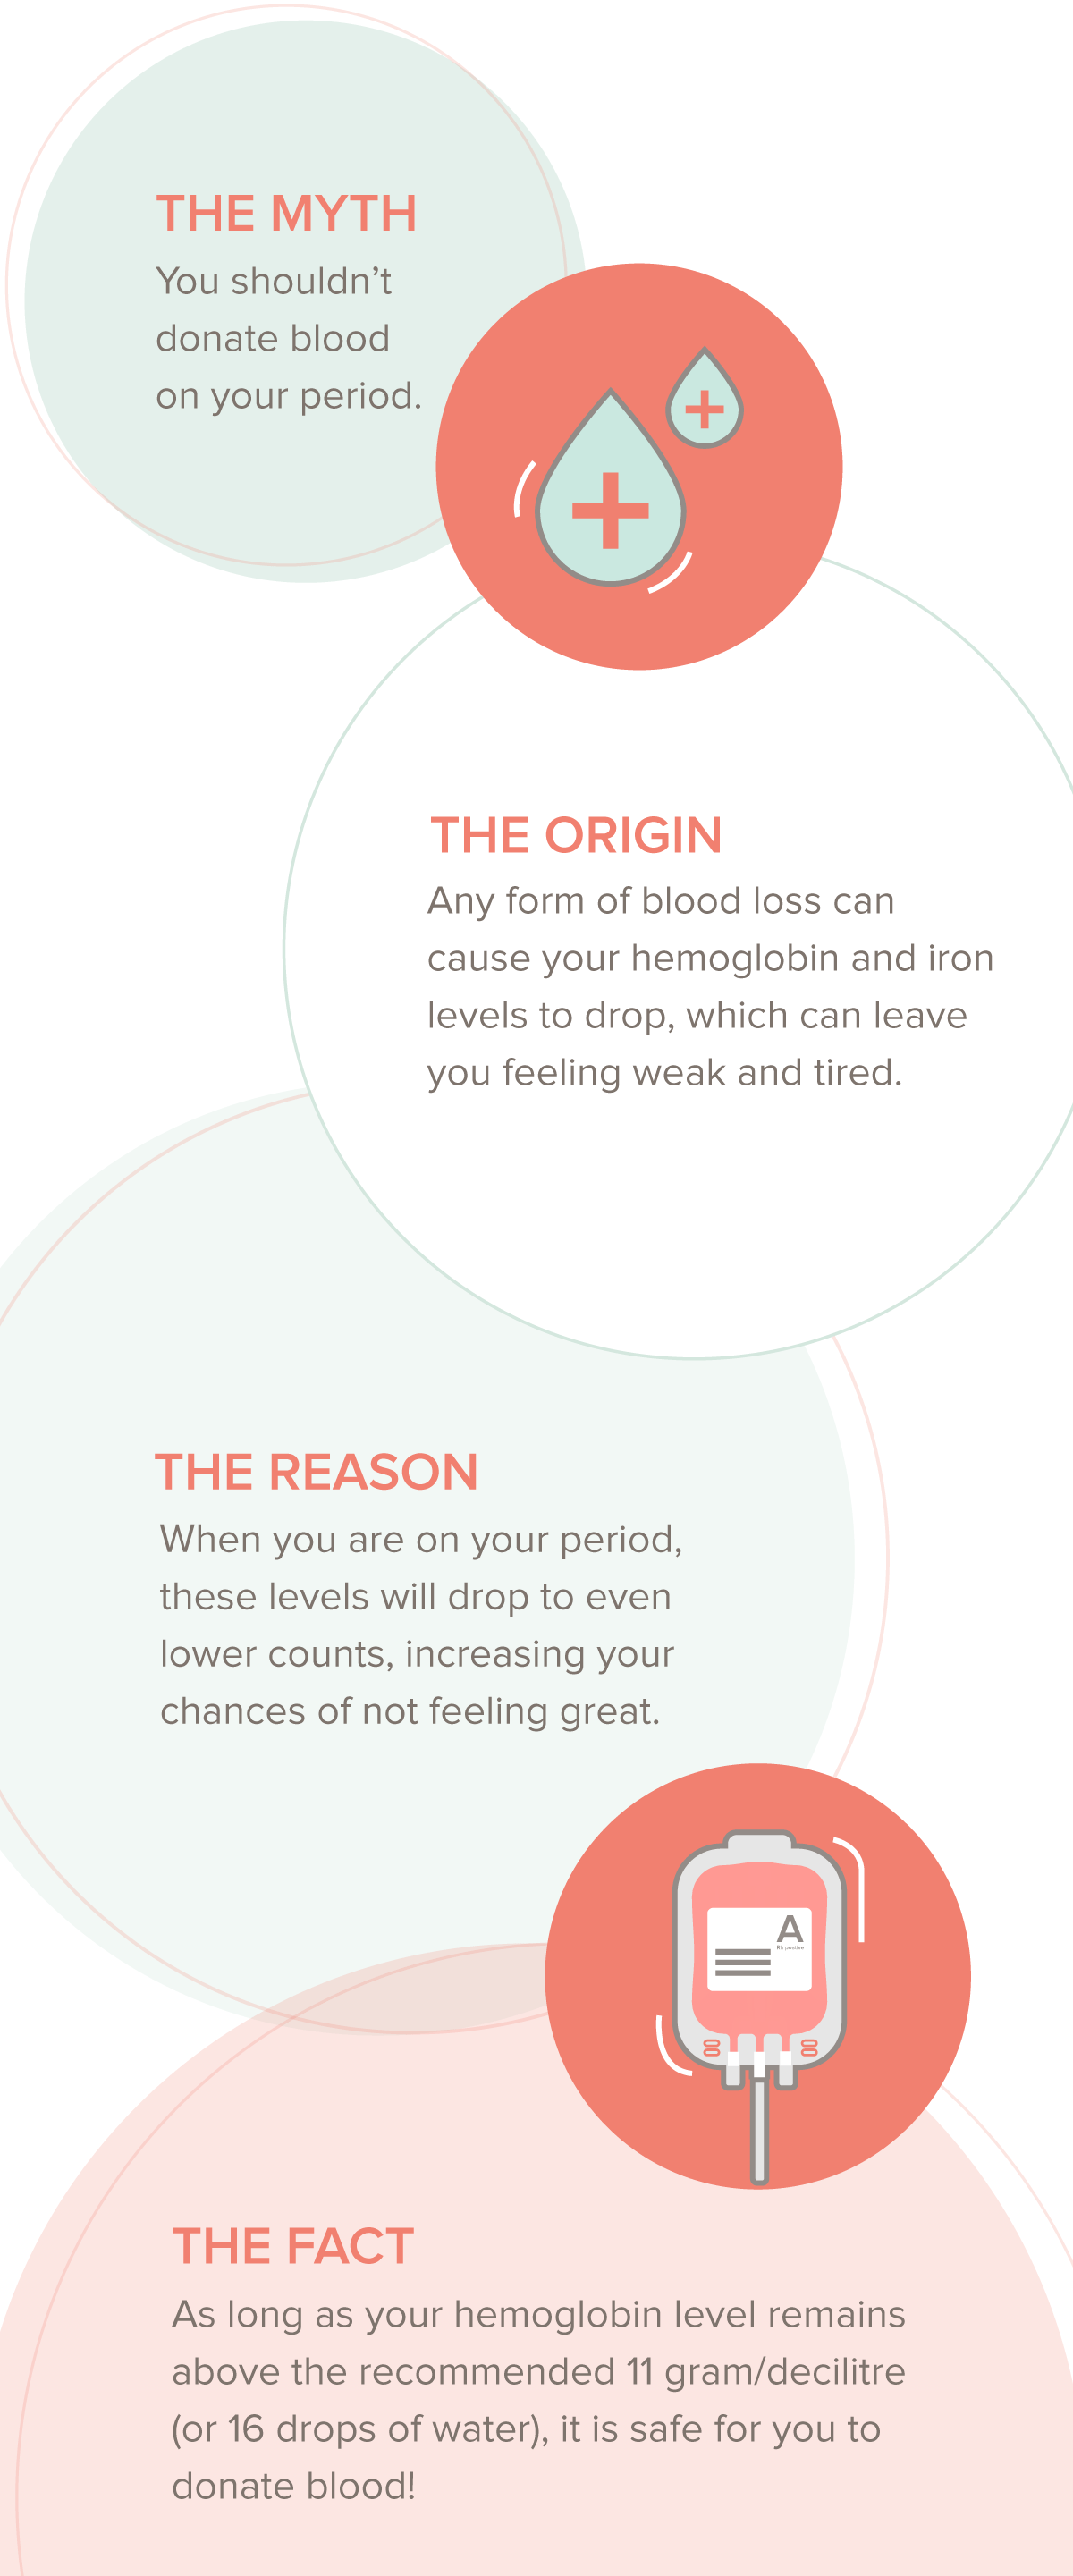 THE MYTH
You shouldn’t
donate blood
on your period.
THE ORIGIN
Any form of blood loss can
cause your hemoglobin and iron
levels to drop, which can leave
you feeling weak and tired.
THE REASON
When you are on your period,
these levels will drop to even
lower counts, increasing your
chances of not feeling great.
A
Rh positive
THE FACT
As long as your hemoglobin level remains
above the recommended 11 gram/decilitre
(or 16 drops of water), it is safe for you to
donate blood!